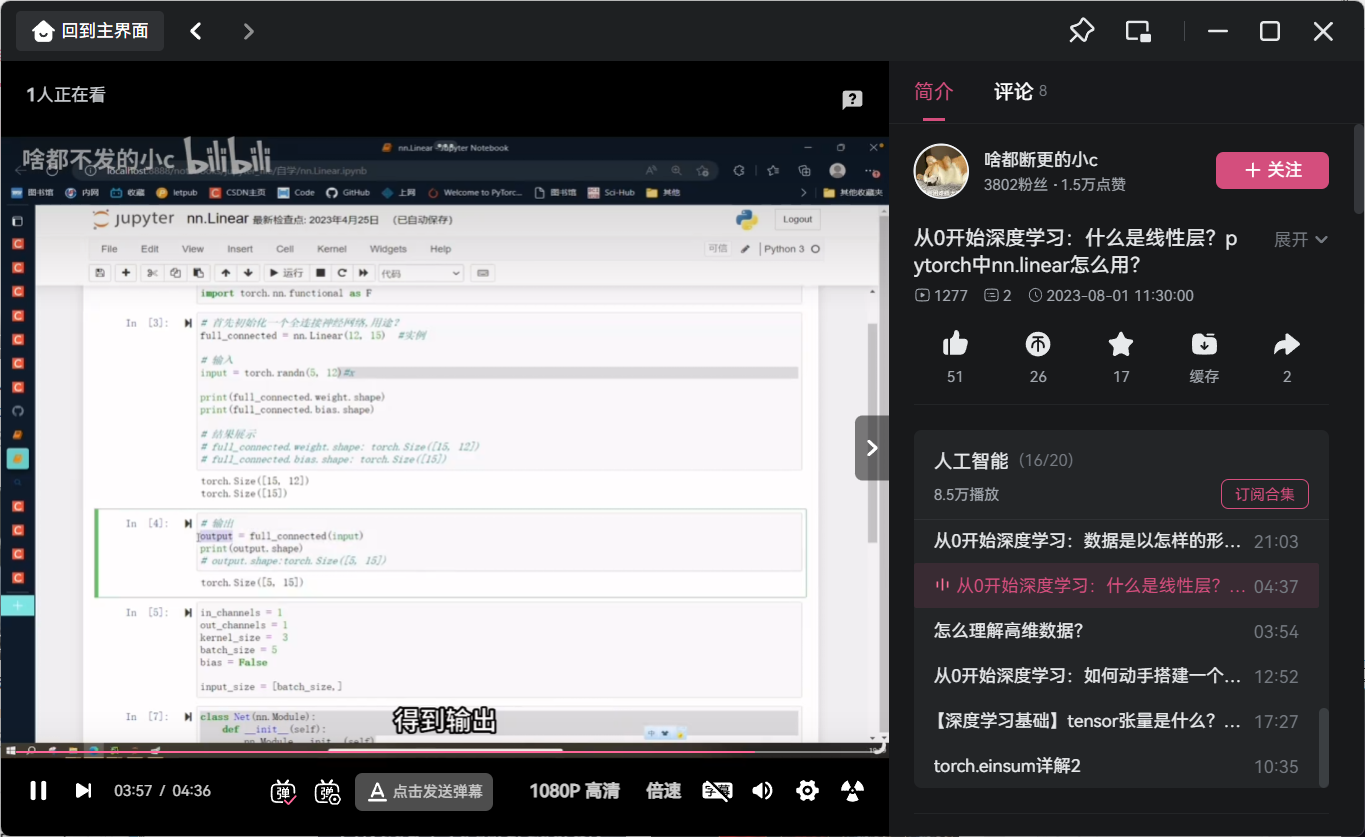 回到主界面
1人正在看
啥都不发的小c bilibili
nn.Linear - Jupyter Notebook
图书馆 内网 收藏 letpub CSDN主页 Code GitHub 上网 Welcome to PyTorc... 图书馆 Sci-Hub 其他 其他收藏夹
jupyter nn.Linear 最新检查点: 2023年4月25日 (已自动保存) Logout
File Edit View Insert Cell Kernel Widgets Help 可信 Python 3
运行 代码
import torch.nn.functional as F
In [3]: # 首先初始化一个全连接神经网络,用途?
full_connected = nn.Linear(12, 15) #实例
# 输入
input = torch.randn(5, 12)#x
print(full_connected.weight.shape)
print(full_connected.bias.shape)
# 结果展示
# full_connected.weight.shape: torch.Size([15, 12])
# full_connected.bias.shape: torch.Size([15])
torch.Size([15, 12])
torch.Size([15])
In [4]: # 输出
output = full_connected(input)
print(output.shape)
# output.shape:torch.Size([5, 15])
torch.Size([5, 15])
In [5]: in_channels = 1
out_channels = 1
kernel_size = 3
batch_size = 5
bias = False
input_size = [batch_size,]
In [7]: class Net(nn.Module):
def __init__(self):
得到输出
03:57 / 04:36 点击发送弹幕 1080P 高清 倍速
简介 评论 8
啥都断更的小c
3802粉丝 · 1.5万点赞
+ 关注
从0开始深度学习：什么是线性层？p
ytorch中nn.linear怎么用？
展开
1277 2 2023-08-01 11:30:00
51 26 17 缓存 2
人工智能 (16/20)
8.5万播放 订阅合集
从0开始深度学习：数据是以怎样的形... 21:03
从0开始深度学习：什么是线性层？... 04:37
怎么理解高维数据？ 03:54
从0开始深度学习：如何动手搭建一个... 12:52
【深度学习基础】tensor张量是什么？... 17:27
torch.einsum详解2 10:35